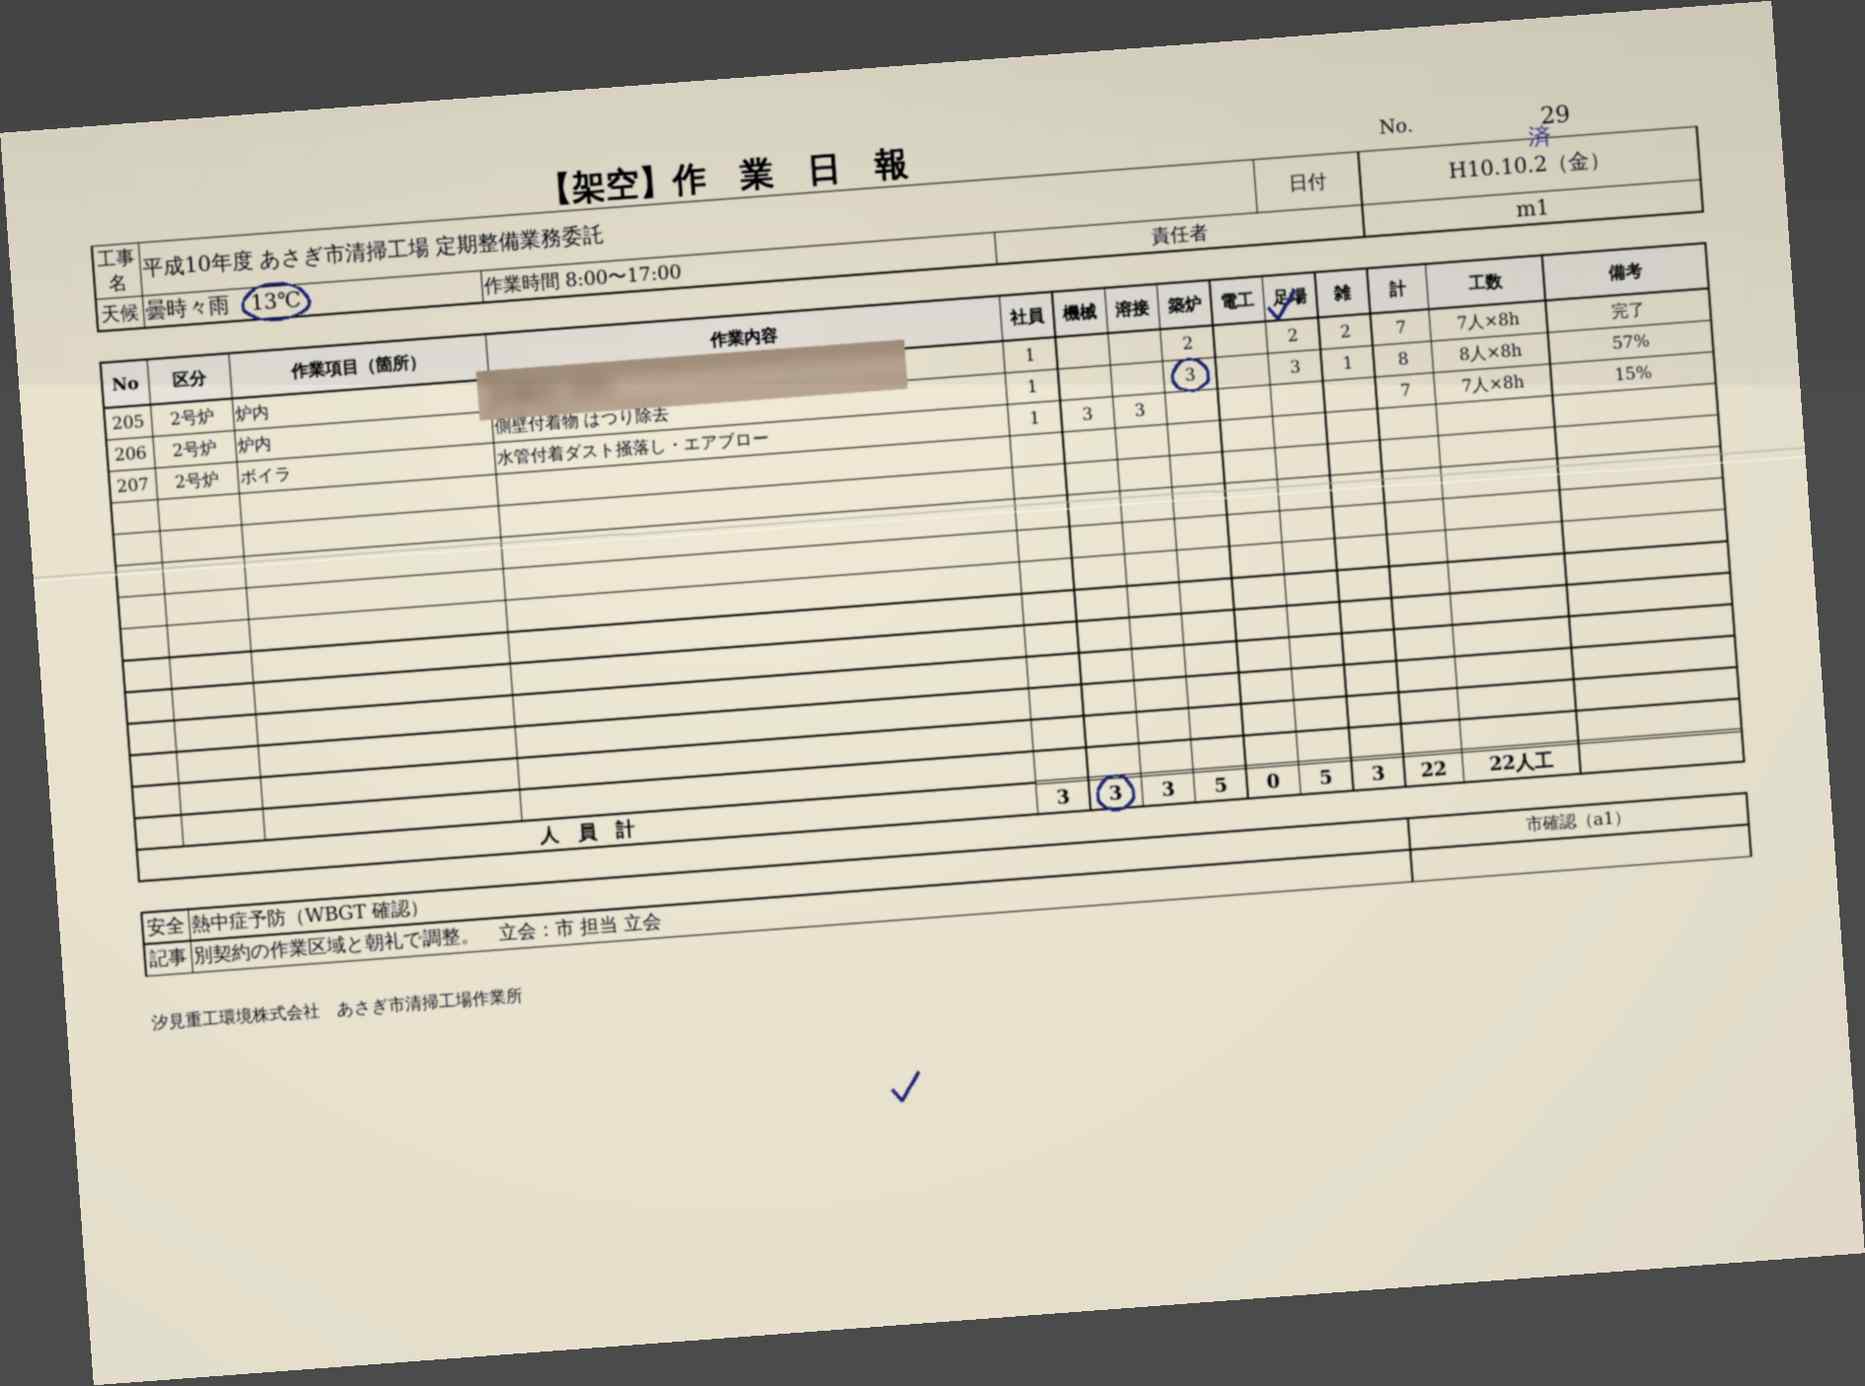 No. 29
済
【架空】作 業 日 報
工事名 平成10年度 あさぎ市清掃工場 定期整備業務委託 日付 H10.10.2（金）
天候 曇時々雨 13℃ 作業時間 8:00〜17:00 責任者 m1
No 区分 作業項目（箇所） 作業内容 社員 機械 溶接 築炉 電工 足場 雑 計 工数 備考
205 2号炉 炉内 1 2 2 2 7 7人×8h 完了
206 2号炉 炉内 側壁付着物 はつり除去 1 3 3 1 8 8人×8h 57%
207 2号炉 ボイラ 水管付着ダスト掻落し・エアブロー 1 3 3 7 7人×8h 15%
人 員 計 3 3 3 5 0 5 3 22 22人工
安全 熱中症予防（WBGT 確認） 市確認（a1）
記事 別契約の作業区域と朝礼で調整。 立会：市 担当 立会
汐見重工環境株式会社 あさぎ市清掃工場作業所